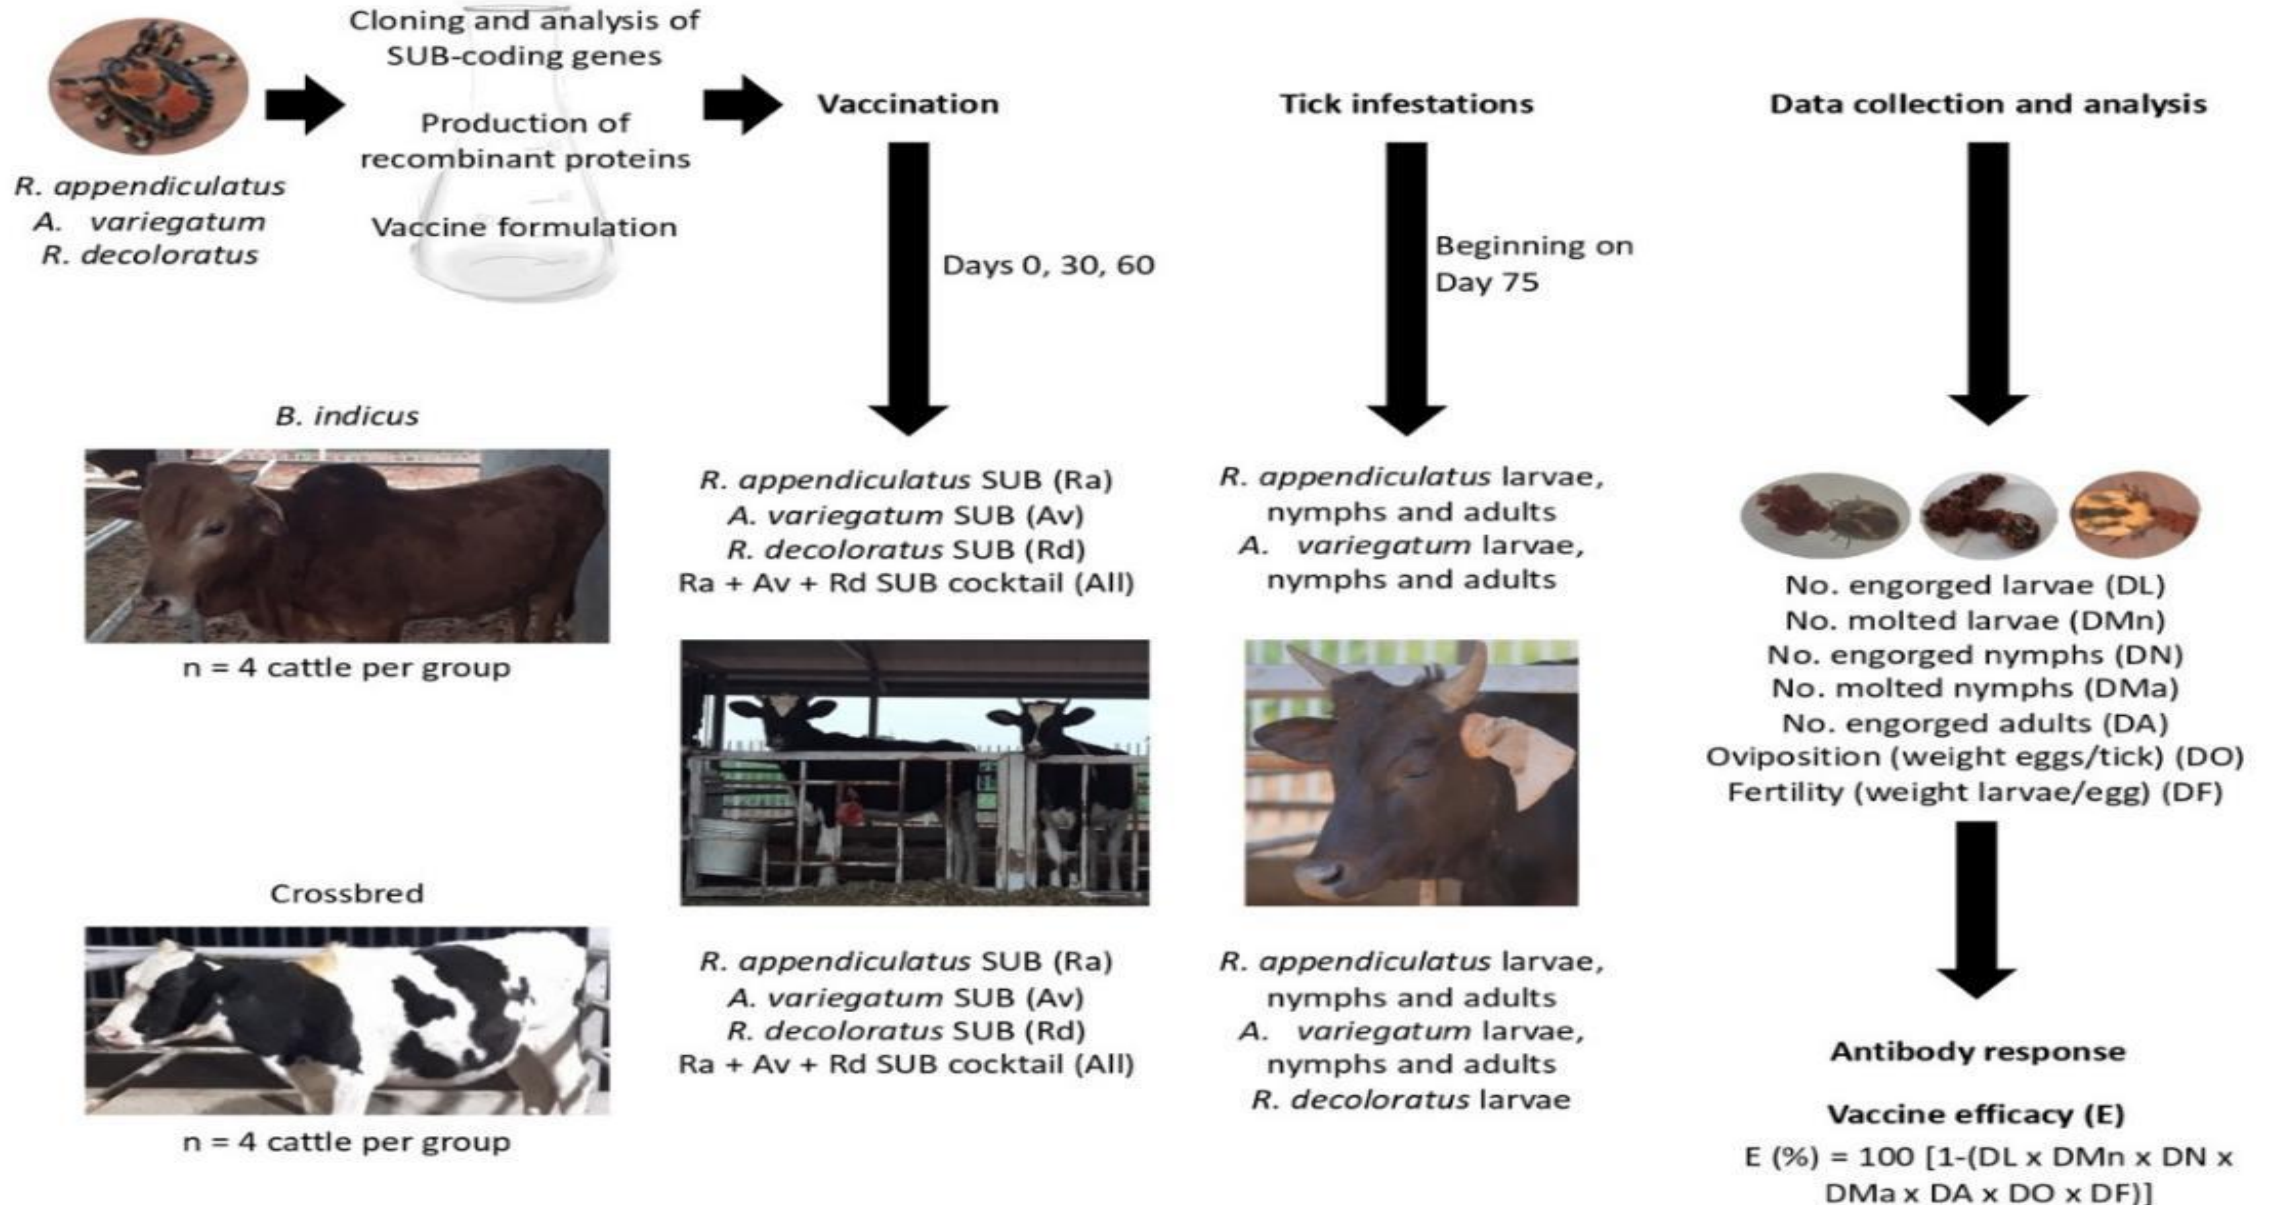 Cloning and analysis of
SUB-coding genes
Production of
recombinant proteins
Vaccine formulation
R. appendiculatus
A. variegatum
R. decoloratus
Vaccination
Days 0, 30, 60
Tick infestations
Beginning on
Day 75
Data collection and analysis
B. indicus
n = 4 cattle per group
R. appendiculatus SUB (Ra)
A. variegatum SUB (Av)
R. decoloratus SUB (Rd)
Ra + Av + Rd SUB cocktail (All)
R. appendiculatus larvae,
nymphs and adults
A. variegatum larvae,
nymphs and adults
No. engorged larvae (DL)
No. molted larvae (DMn)
No. engorged nymphs (DN)
No. molted nymphs (DMa)
No. engorged adults (DA)
Oviposition (weight eggs/tick) (DO)
Fertility (weight larvae/egg) (DF)
Crossbred
n = 4 cattle per group
R. appendiculatus SUB (Ra)
A. variegatum SUB (Av)
R. decoloratus SUB (Rd)
Ra + Av + Rd SUB cocktail (All)
R. appendiculatus larvae,
nymphs and adults
A. variegatum larvae,
nymphs and adults
R. decoloratus larvae
Antibody response
Vaccine efficacy (E)
E (%) = 100 [1-(DL x DMn x DN x
DMa x DA x DO x DF)]